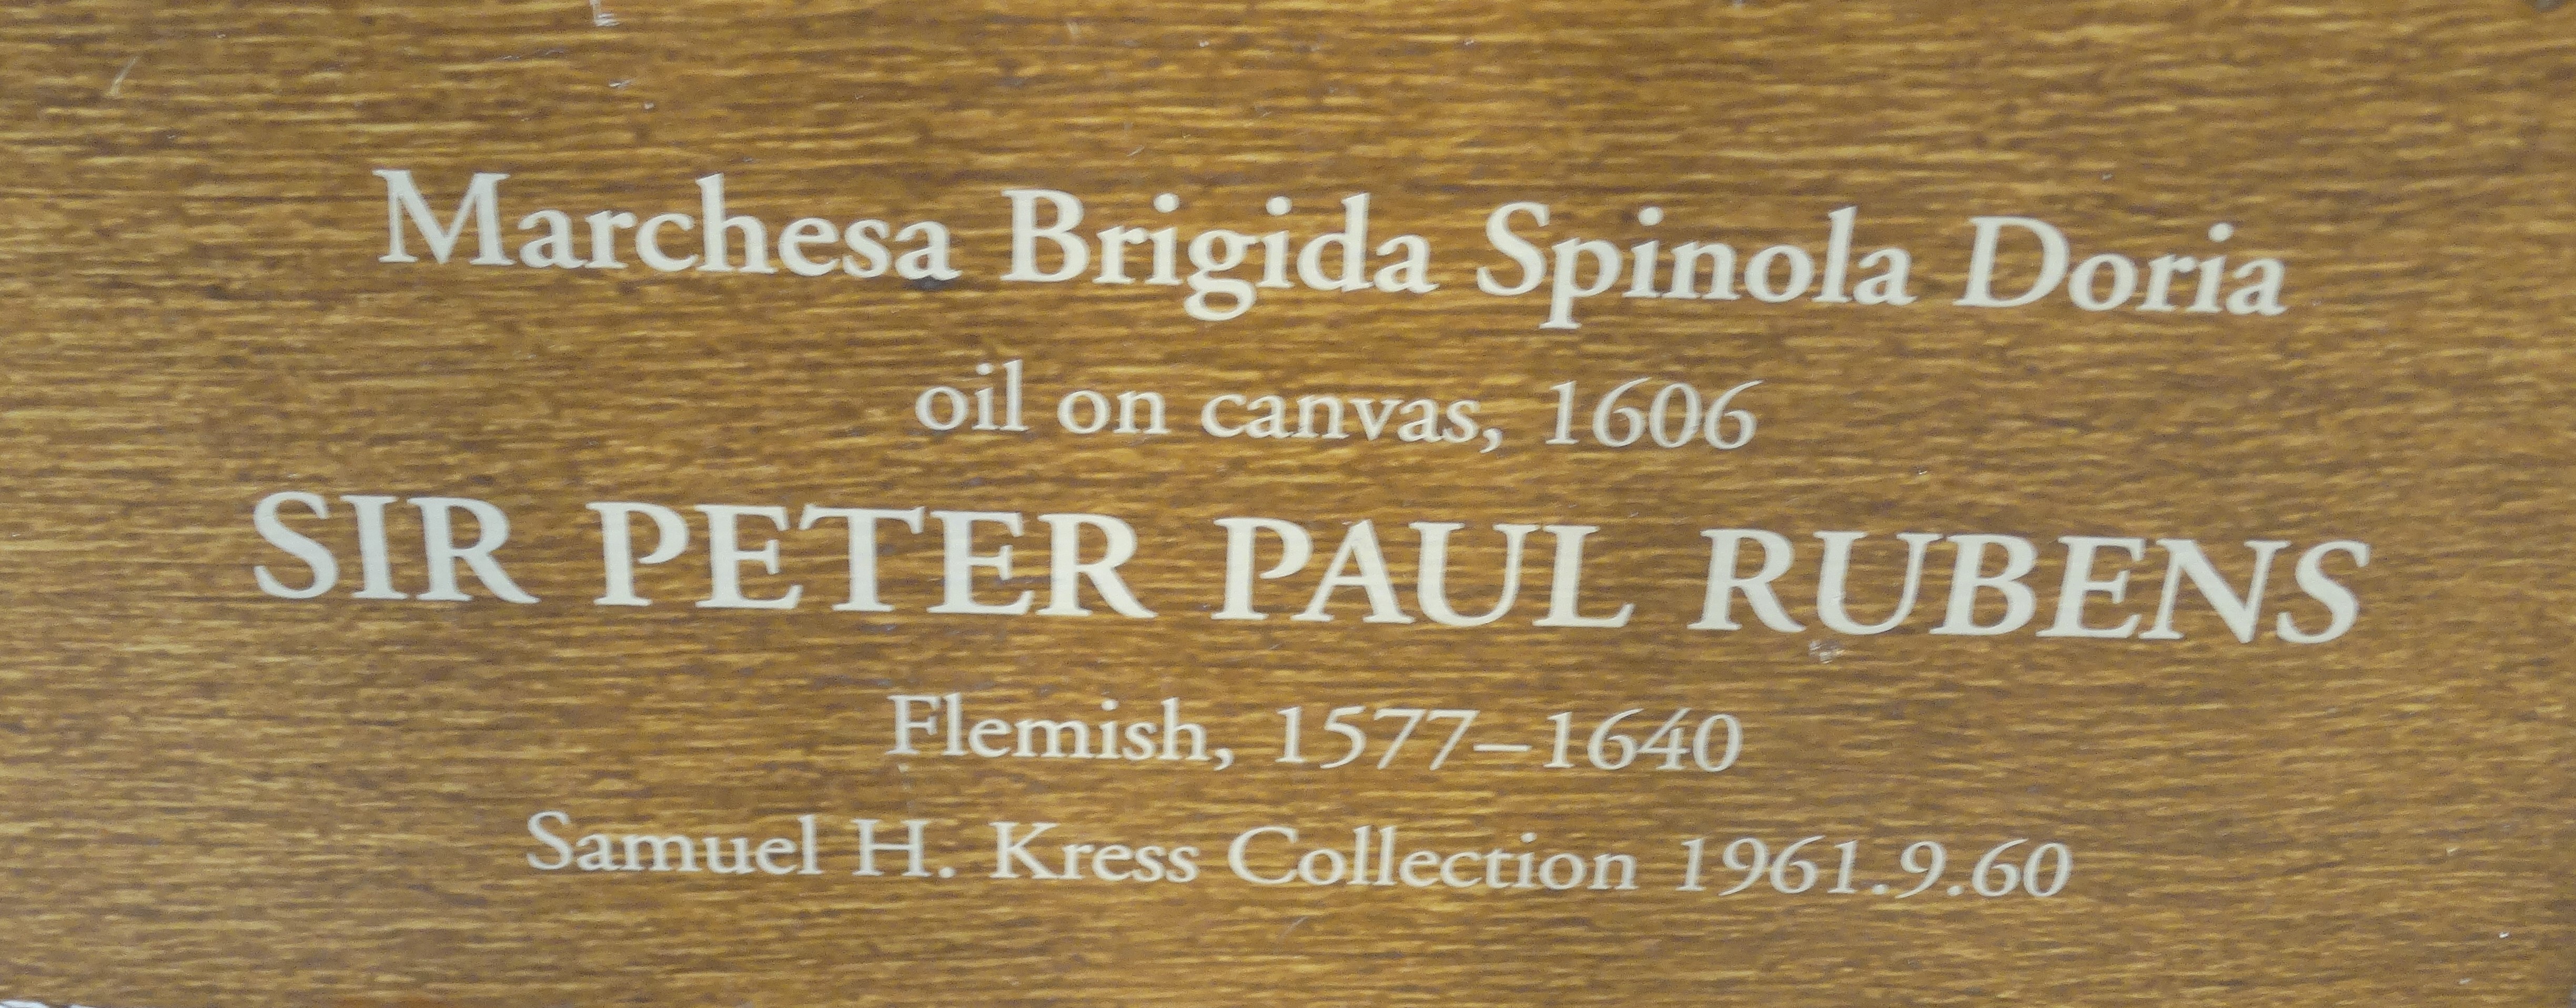 Marchesa Brigida Spinola Doria
oil on canvas, 1606
SIR PETER PAUL RUBENS
Flemish, 1577–1640
Samuel H. Kress Collection 1961.9.60